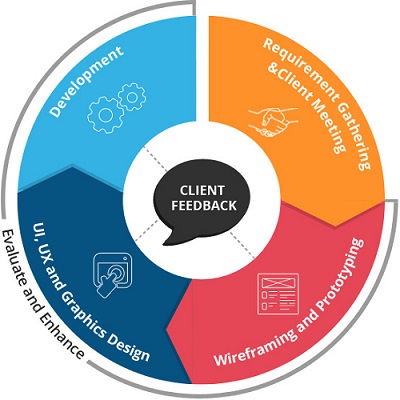 Development
Requirement Gathering
&Client Meeting
CLIENT
FEEDBACK
UI, UX and Graphics Design
Wireframing and Prototyping
Evaluate and Enhance